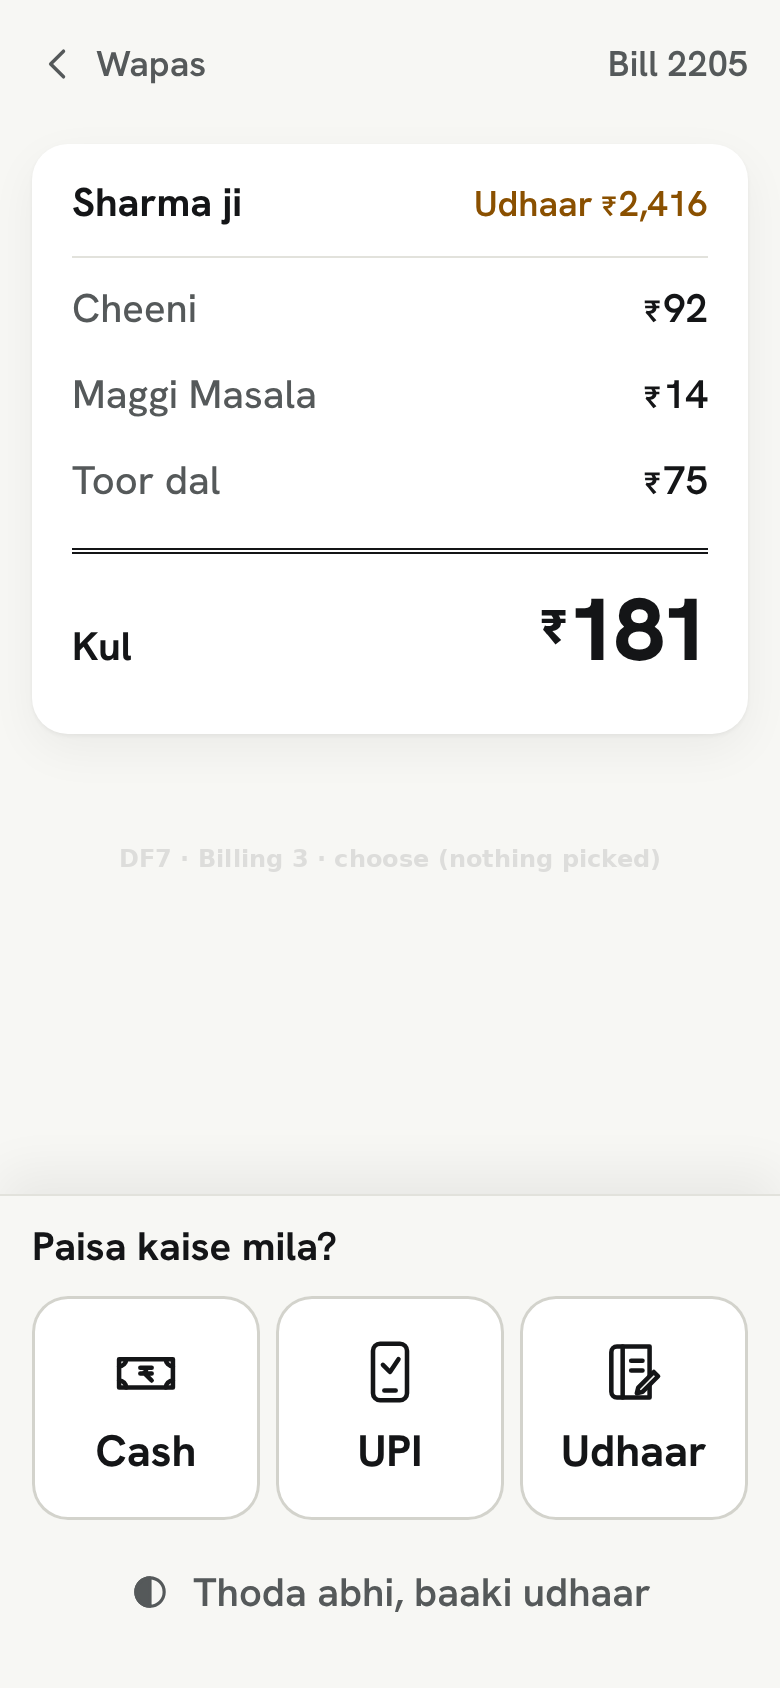 Wapas Bill 2205
Sharma ji Udhaar ₹2,416
Cheeni ₹92
Maggi Masala ₹14
Toor dal ₹75
Kul ₹181
DF7 · Billing 3 · choose (nothing picked)
Paisa kaise mila?
Cash UPI Udhaar
Thoda abhi, baaki udhaar